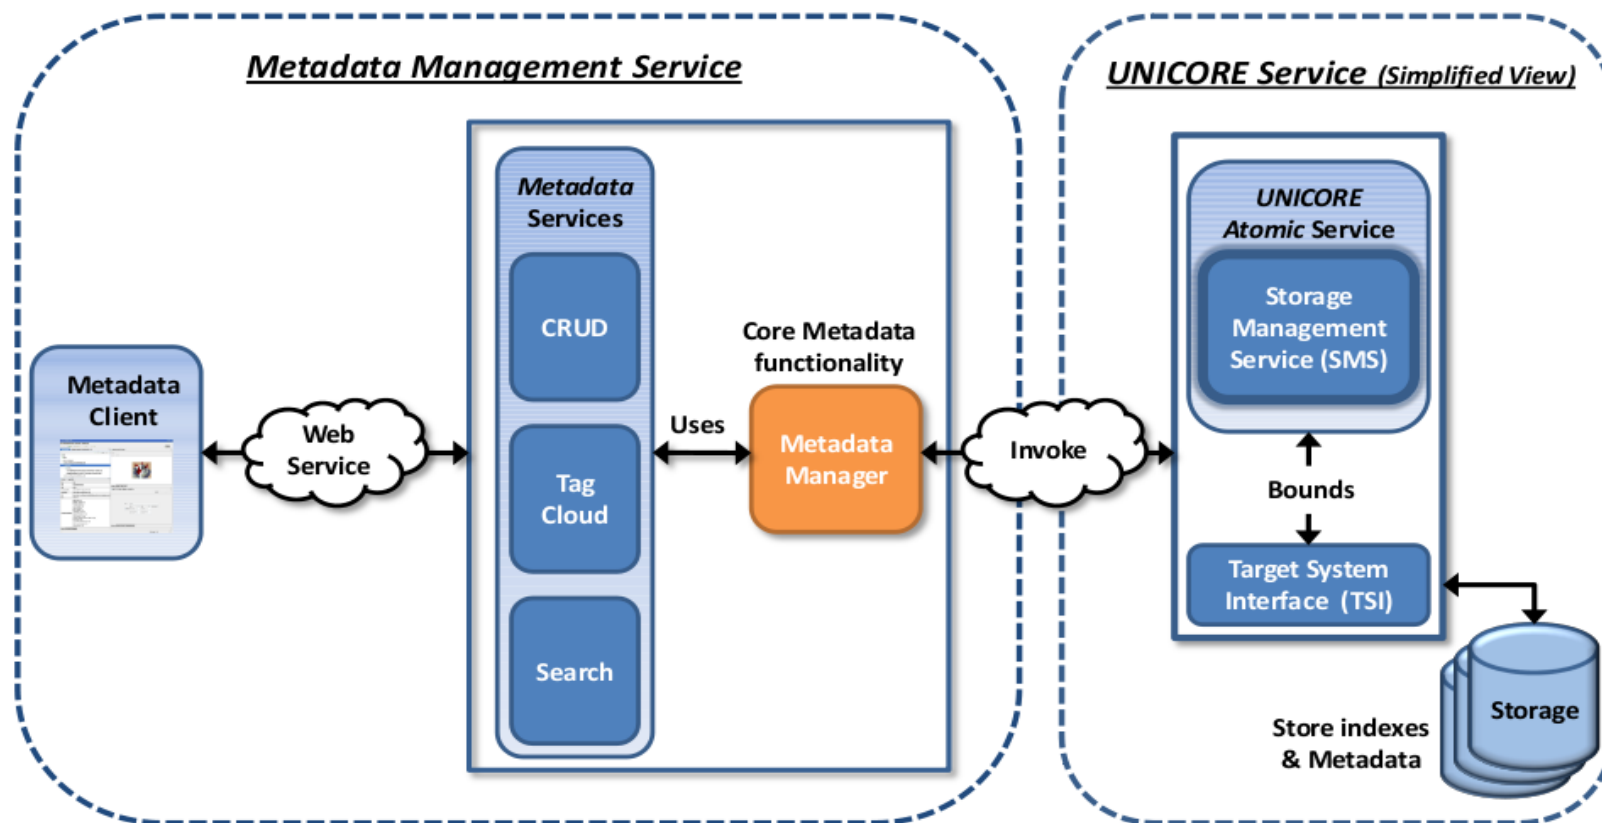 Metadata Management Service
UNICORE Service (Simplified View)
Metadata
Client
Web
Service
Metadata
Services
CRUD
Tag
Cloud
Search
Uses
Core Metadata
functionality
Metadata
Manager
Invoke
UNICORE
Atomic Service
Storage
Management
Service (SMS)
Bounds
Target System
Interface (TSI)
Storage
Store indexes
& Metadata